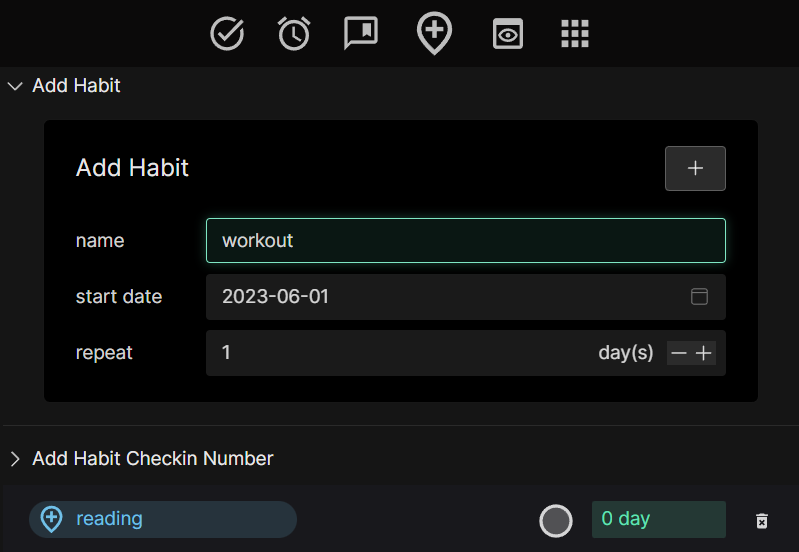 Add Habit
Add Habit
name workout
start date 2023-06-01
repeat 1 day(s)
Add Habit Checkin Number
reading 0 day